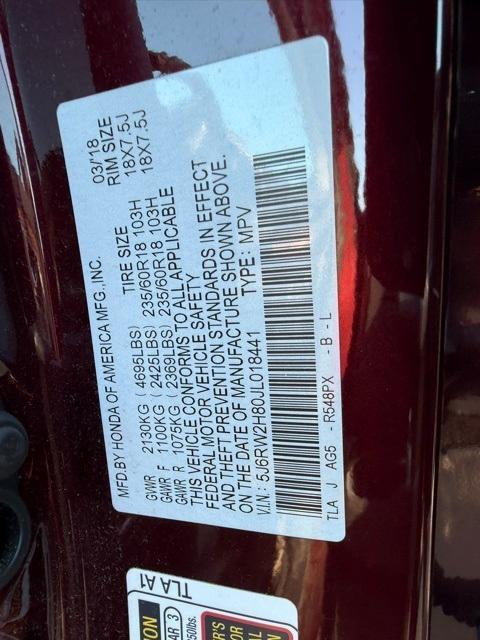 MFD.BY HONDA OF AMERICA MFG.,INC. 03/'18
TIRE SIZE RIM SIZE
GVWR 2130KG (4695LBS)
GAWR F 1100KG (2425LBS) 235/60R18 103H 18X7.5J
GAWR R 1075KG (2369LBS) 235/60R18 103H 18X7.5J
THIS VEHICLE CONFORMS TO ALL APPLICABLE
FEDERAL MOTOR VEHICLE SAFETY
AND THEFT PREVENTION STANDARDS IN EFFECT
ON THE DATE OF MANUFACTURE SHOWN ABOVE.
V.I.N.: 5J6RW2H80JL018441 TYPE: MPV
TLA J AG5 -R548PX -B -L
TLA A1
AR 3
50lbs.